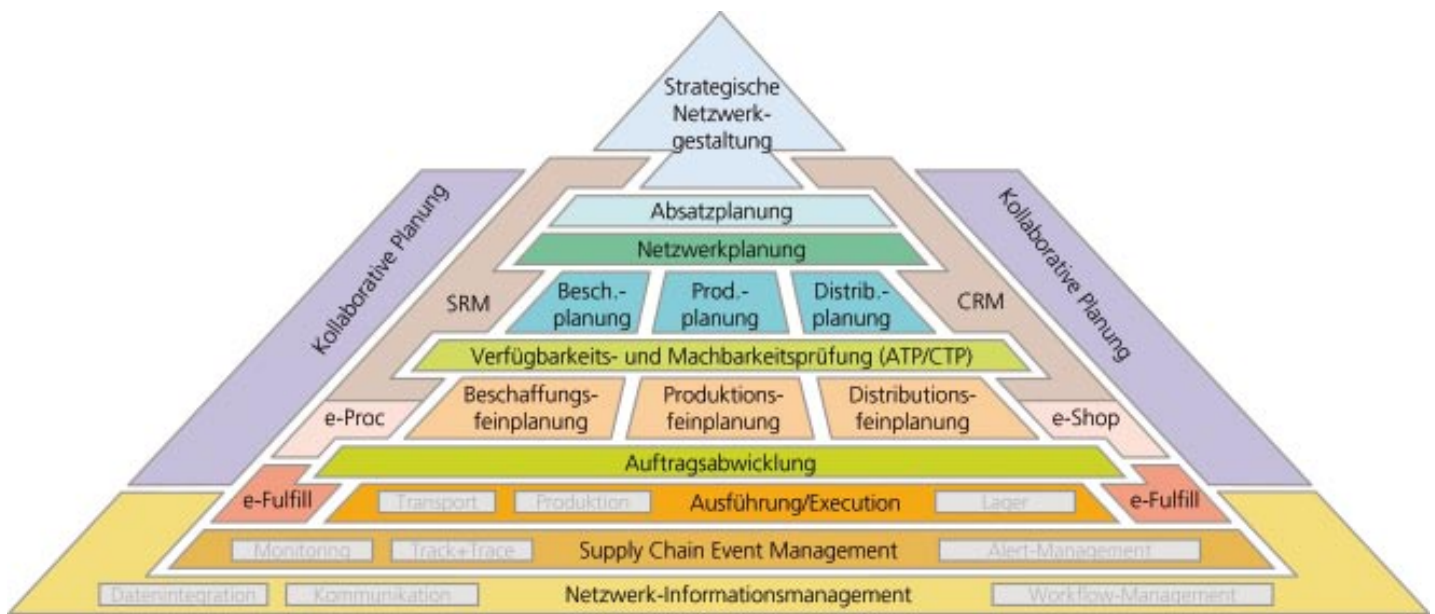 Strategische
Netzwerk-
gestaltung
Kollaborative Planung
Kollaborative Planung
Absatzplanung
Netzwerkplanung
SRM
Besch.-
planung
Prod.-
planung
Distrib.-
planung
CRM
Verfügbarkeits- und Machbarkeitsprüfung (ATP/CTP)
e-Proc
Beschaffungs-
feinplanung
Produktions-
feinplanung
Distributions-
feinplanung
e-Shop
Auftragsabwicklung
e-Fulfill
Transport
Produktion
Ausführung/Execution
Lager
e-Fulfill
Monitoring
Track+Trace
Supply Chain Event Management
Alert-Management
Datenintegration
Kommunikation
Netzwerk-Informationsmanagement
Workflow-Management